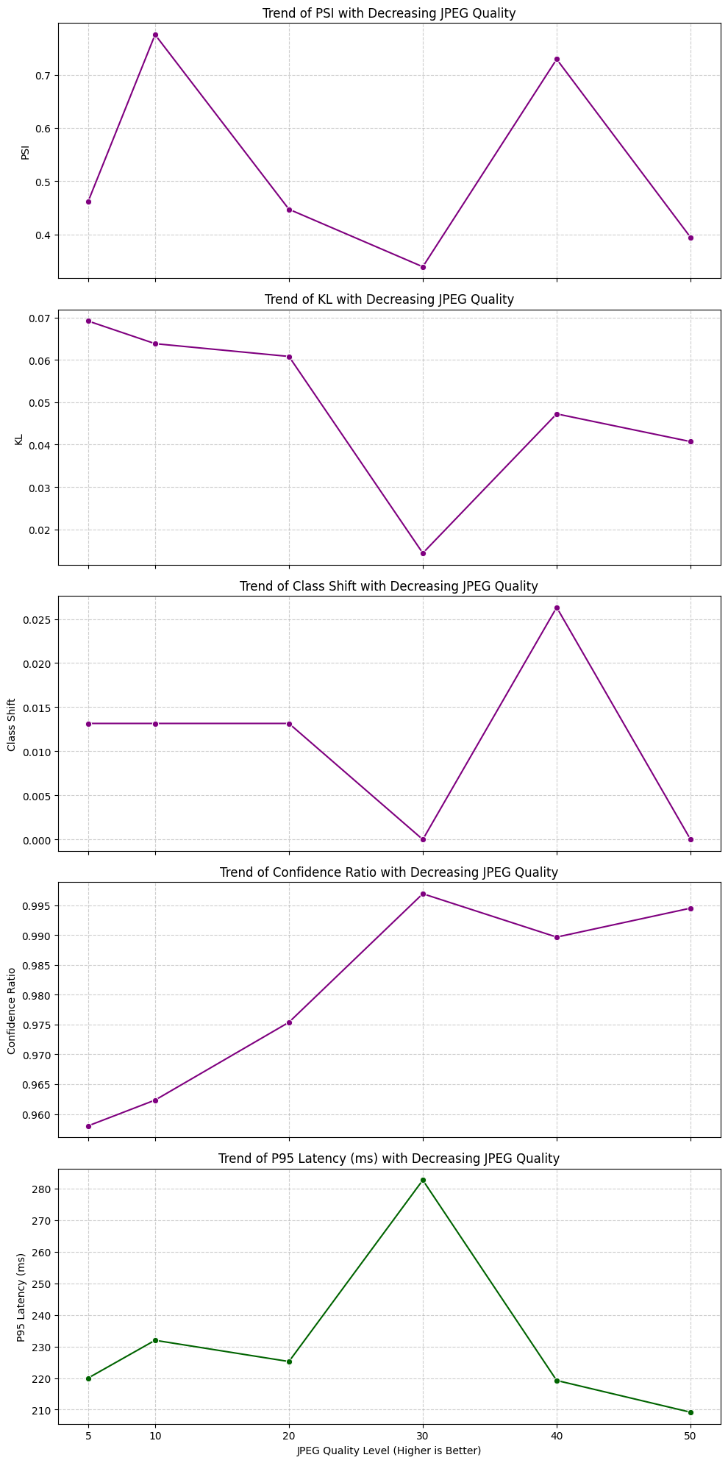 Trend of PSI with Decreasing JPEG Quality
0.7
0.6
0.5
0.4
PSI
Trend of KL with Decreasing JPEG Quality
0.07
0.06
0.05
0.04
0.03
0.02
KL
Trend of Class Shift with Decreasing JPEG Quality
0.025
0.020
0.015
0.010
0.005
0.000
Class Shift
Trend of Confidence Ratio with Decreasing JPEG Quality
0.995
0.990
0.985
0.980
0.975
0.970
0.965
0.960
Confidence Ratio
Trend of P95 Latency (ms) with Decreasing JPEG Quality
280
270
260
250
240
230
220
210
P95 Latency (ms)
5 10 20 30 40 50
JPEG Quality Level (Higher is Better)